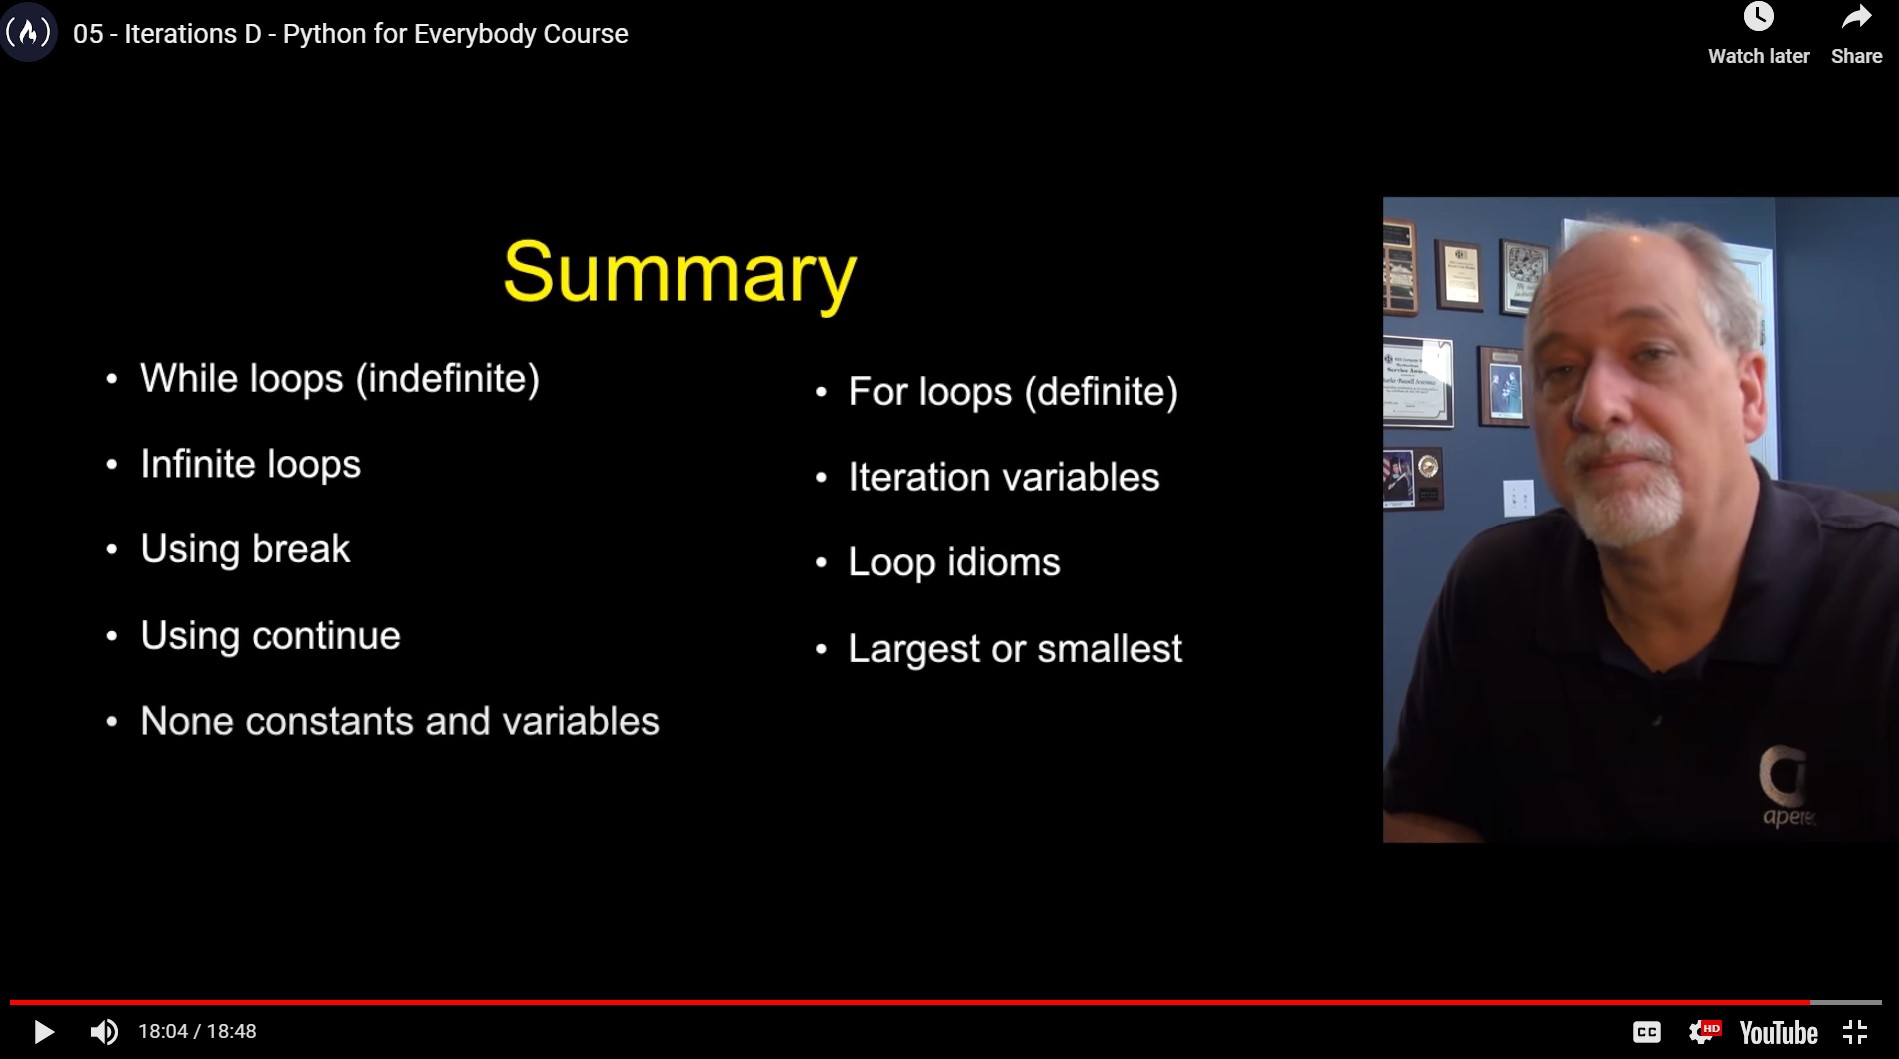 05 - Iterations D - Python for Everybody Course
Watch later
Share
Summary
• While loops (indefinite)
• Infinite loops
• Using break
• Using continue
• None constants and variables
• For loops (definite)
• Iteration variables
• Loop idioms
• Largest or smallest
Service
18:04 / 18:48
CC
HD
YouTube